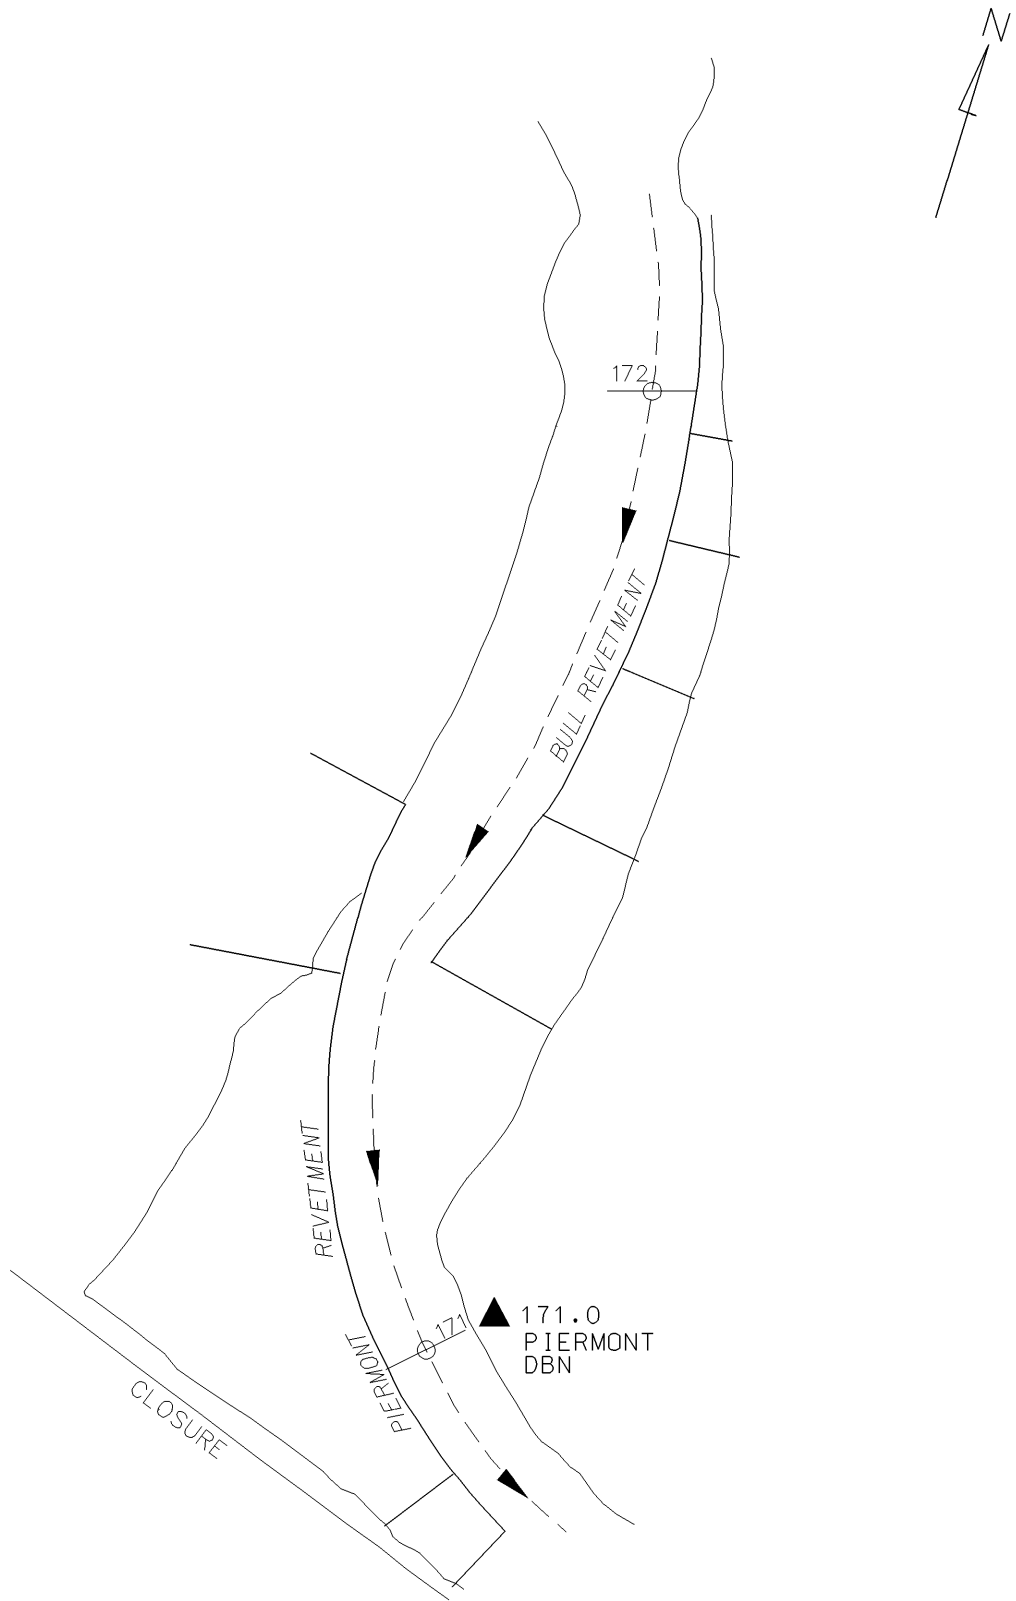 N
172
BULL REVETMENT
REVETMENT
171
171.0
PIERMONT
DBN
PIERMONT
CLOSURE